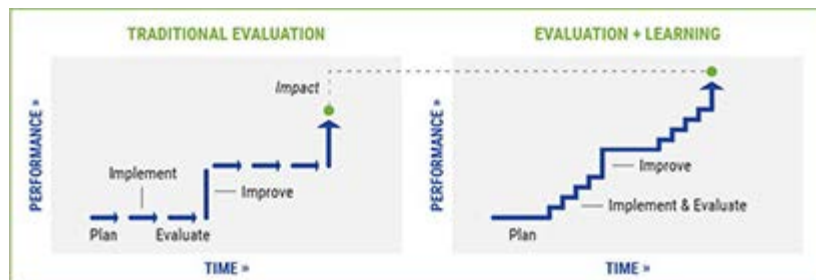 TRADITIONAL EVALUATION
PERFORMANCE »
Impact
Implement
Improve
Plan
Evaluate
TIME »
EVALUATION + LEARNING
PERFORMANCE »
Improve
Implement & Evaluate
Plan
TIME »